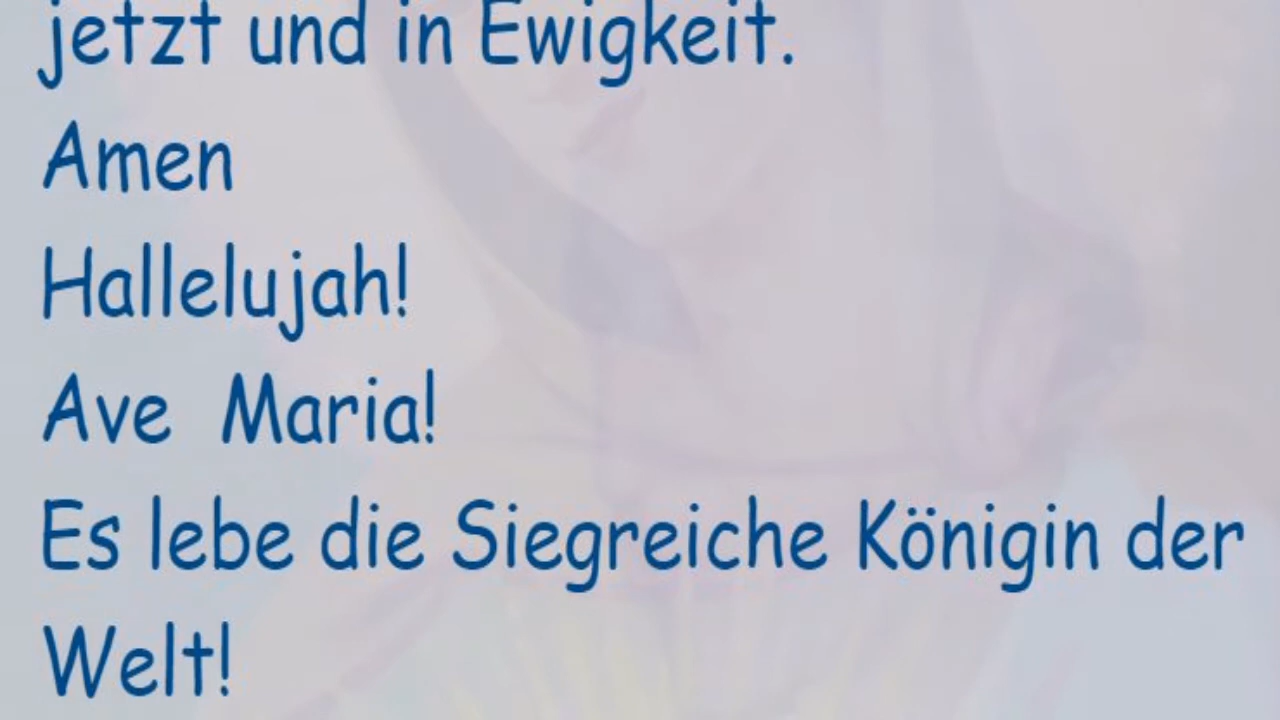 jetzt und in Ewigkeit.
Amen
Hallelujah!
Ave Maria!
Es lebe die Siegreiche Königin der
Welt!